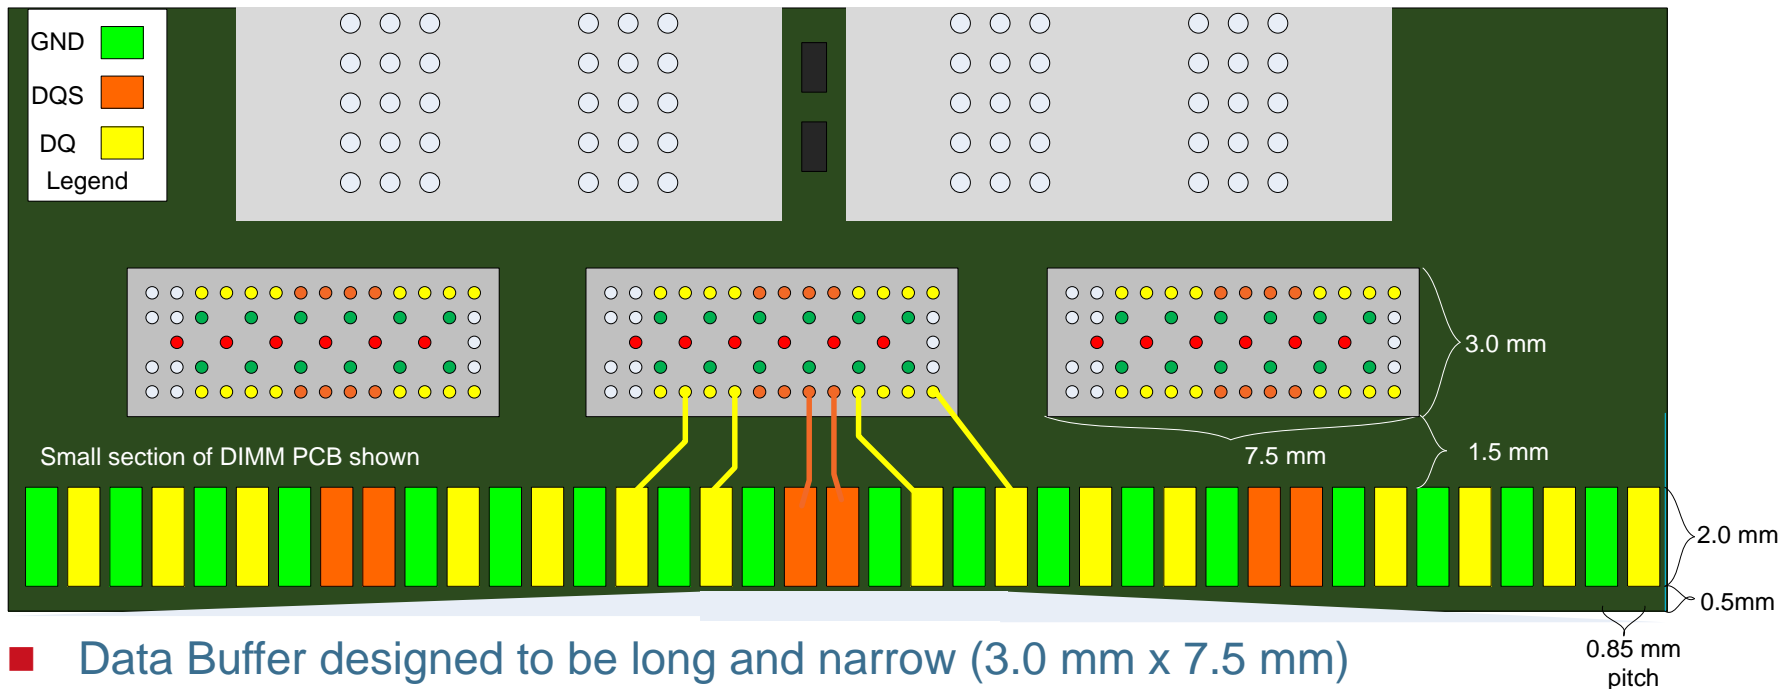 GND
DQS
DQ
Legend
3.0 mm
Small section of DIMM PCB shown
7.5 mm
1.5 mm
2.0 mm
0.5mm
0.85 mm
pitch
Data Buffer designed to be long and narrow (3.0 mm x 7.5 mm)